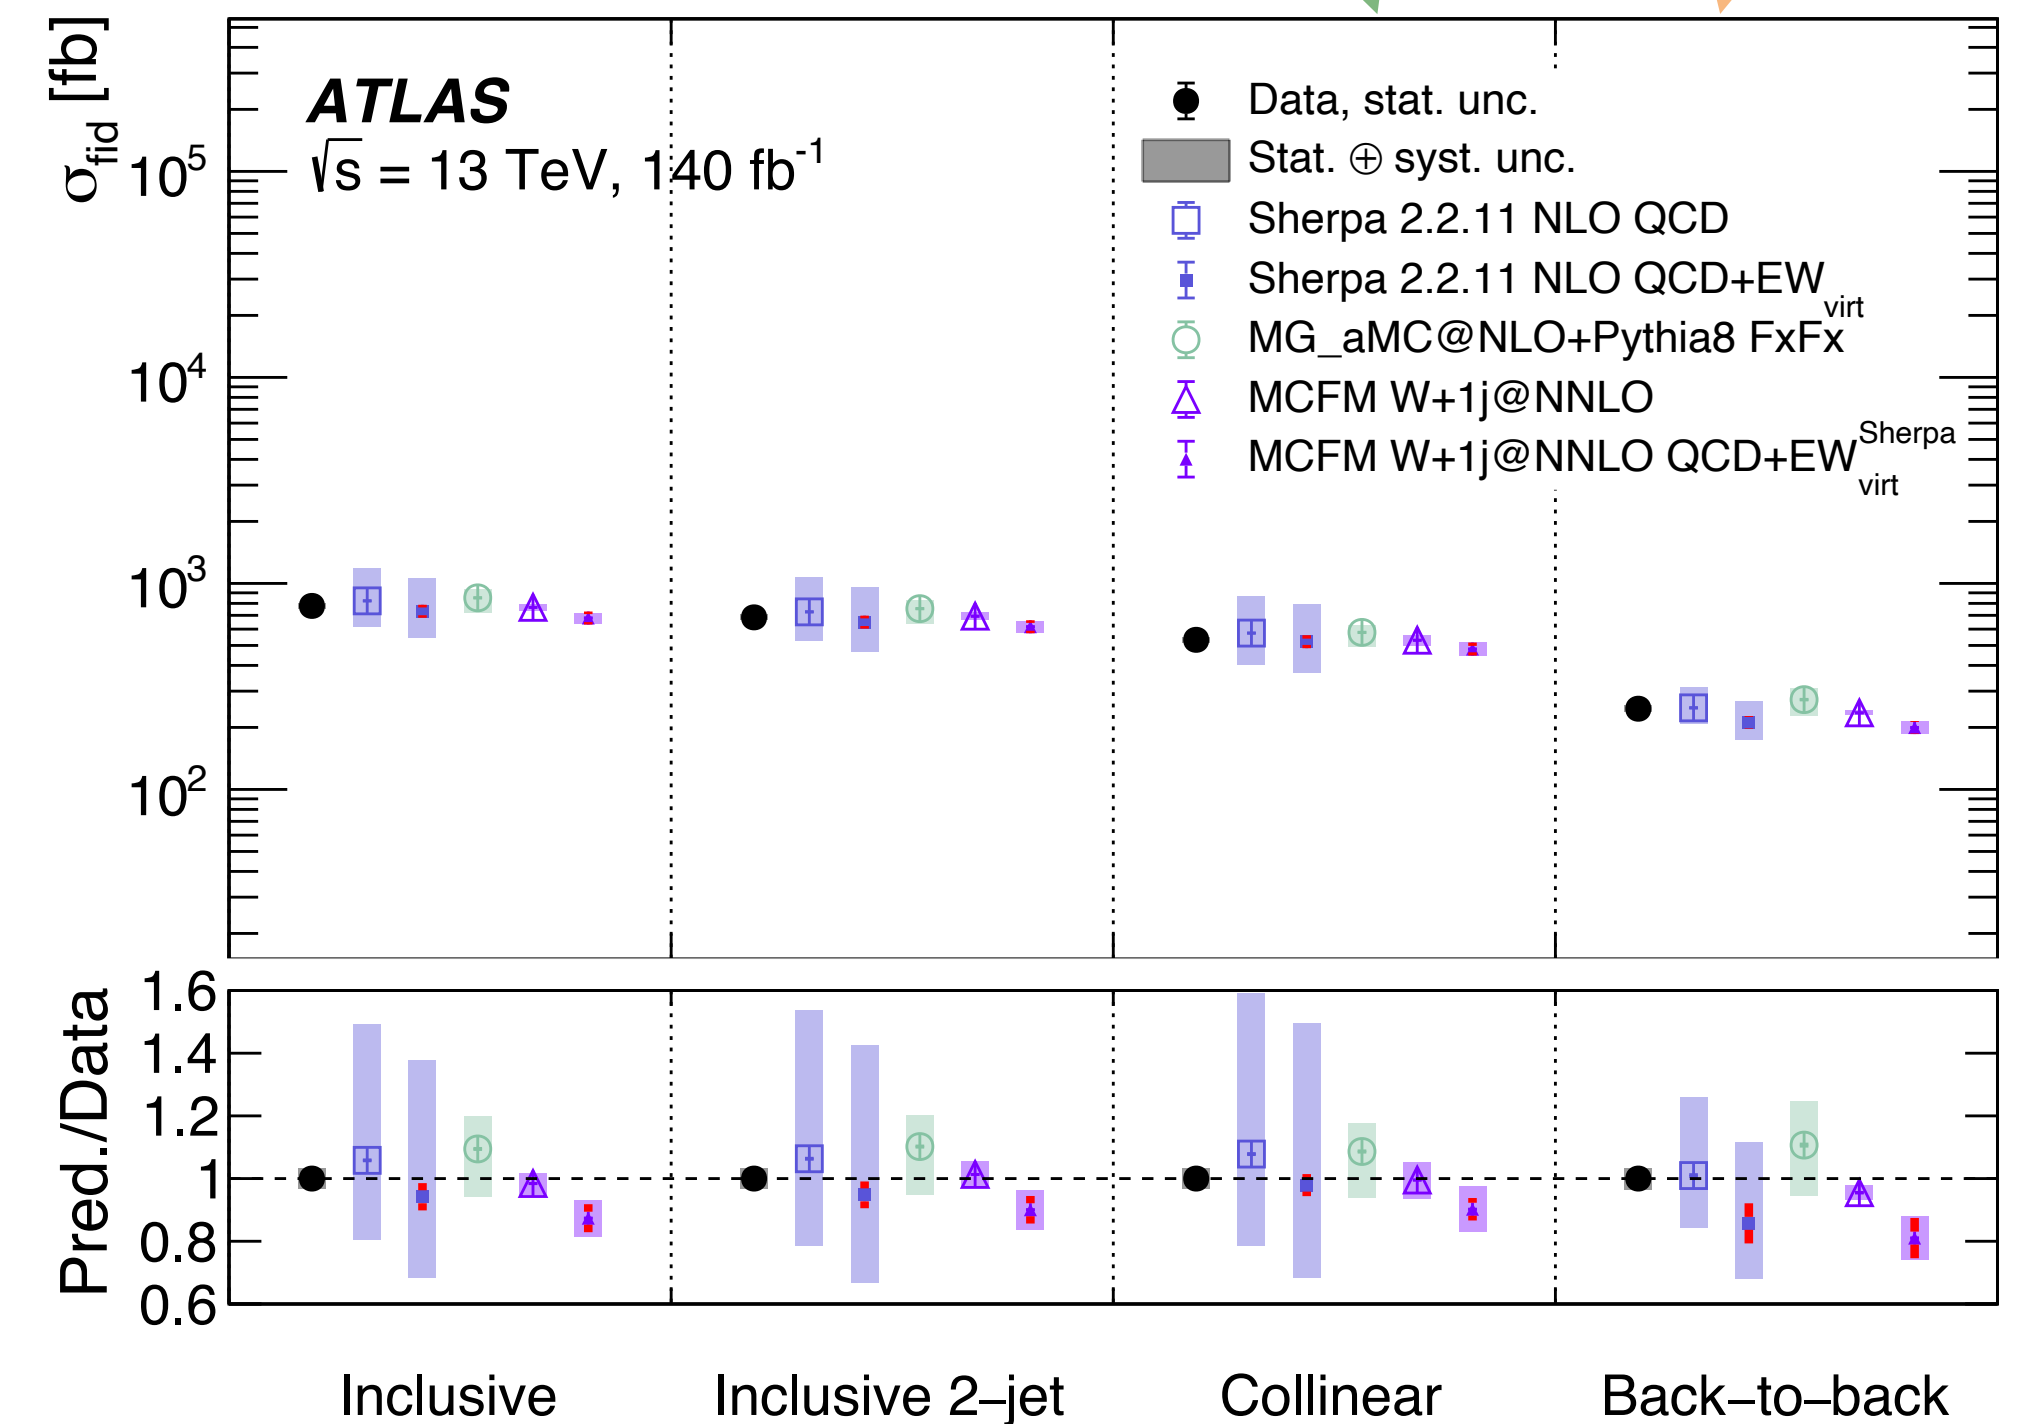 σfid [fb]
10^5
10^4
10^3
10^2
ATLAS
√s = 13 TeV, 140 fb^-1
Data, stat. unc.
Stat. ⊕ syst. unc.
Sherpa 2.2.11 NLO QCD
Sherpa 2.2.11 NLO QCD+EW_virt
MG_aMC@NLO+Pythia8 FxFx
MCFM W+1j@NNLO
MCFM W+1j@NNLO QCD+EW^Sherpa_virt
Pred./Data
1.6
1.4
1.2
1
0.8
0.6
Inclusive
Inclusive 2–jet
Collinear
Back–to–back